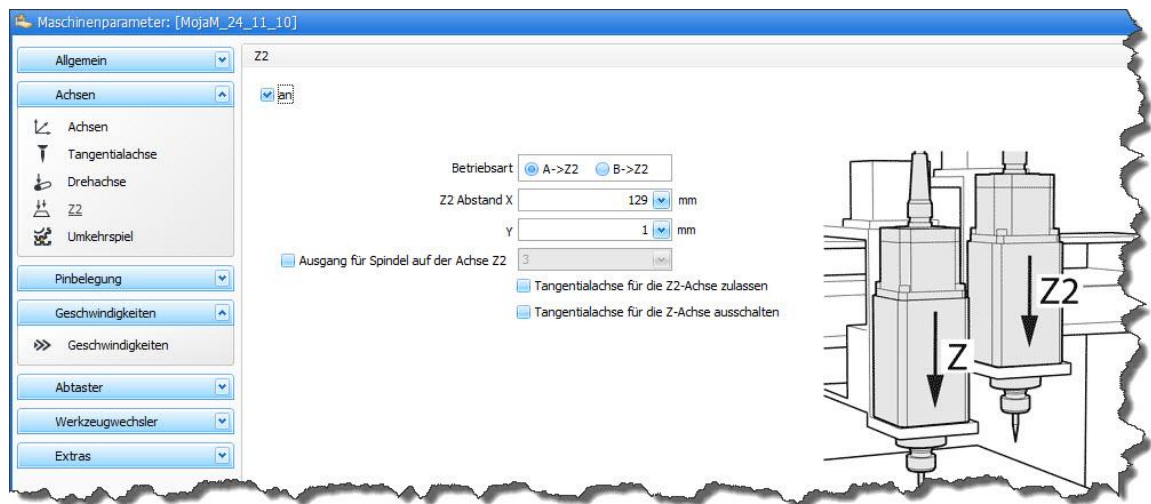 Maschinenparameter: [MojaM_24_11_10]
Allgemein
Achsen
Achsen
Tangentialachse
Drehachse
Z2
Umkehrspiel
Pinbelegung
Geschwindigkeiten
Geschwindigkeiten
Abtaster
Werkzeugwechsler
Extras
Z2
an
Betriebsart A->Z2 B->Z2
Z2 Abstand X 129 mm
Y 1 mm
Ausgang für Spindel auf der Achse Z2 3
Tangentialachse für die Z2-Achse zulassen
Tangentialachse für die Z-Achse ausschalten
Z2
Z